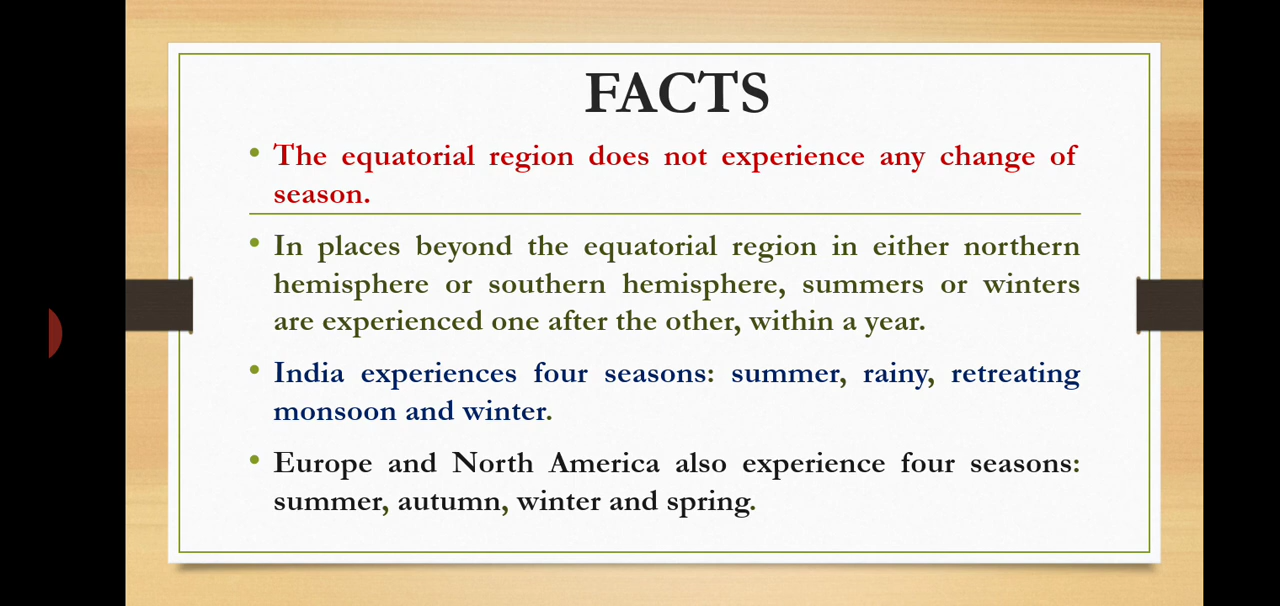 FACTS
• The equatorial region does not experience any change of
season.
• In places beyond the equatorial region in either northern
hemisphere or southern hemisphere, summers or winters
are experienced one after the other, within a year.
• India experiences four seasons: summer, rainy, retreating
monsoon and winter.
• Europe and North America also experience four seasons:
summer, autumn, winter and spring.